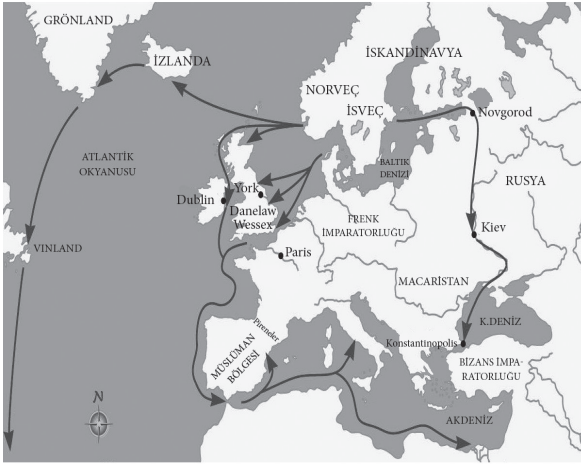 GRÖNLAND
İZLANDA
İSKANDİNAVYA
NORVEÇ
İSVEÇ
Novgorod
ATLANTİK
OKYANUSU
BALTIK
DENİZİ
RUSYA
Dublin
York
Danelaw
Wessex
FRENK
İMPARATORLUĞU
Kiev
VINLAND
Paris
MACARİSTAN
Pireneler
MÜSLÜMAN
BÖLGESİ
K.DENİZ
Konstantinopolis
BİZANS İMPA-
RATORLUĞU
AKDENİZ
N